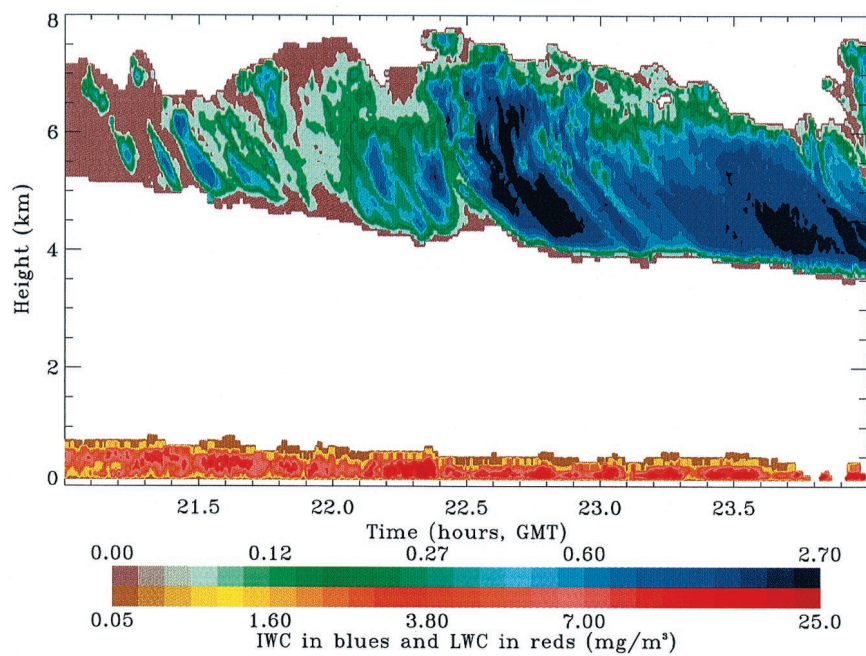 8
6
4
2
0
Height (km)
21.5 22.0 22.5 23.0 23.5
Time (hours, GMT)
0.00 0.12 0.27 0.60 2.70
0.05 1.60 3.80 7.00 25.0
IWC in blues and LWC in reds (mg/m³)